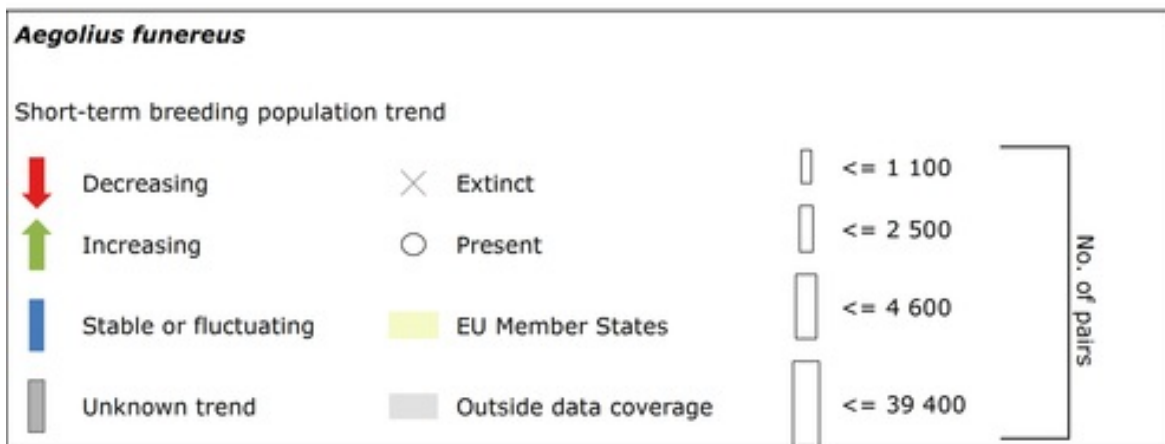 Aegolius funereus
Short-term breeding population trend
Decreasing
Increasing
Stable or fluctuating
Unknown trend
Extinct
Present
EU Member States
Outside data coverage
<= 1 100
<= 2 500
<= 4 600
<= 39 400
No. of pairs